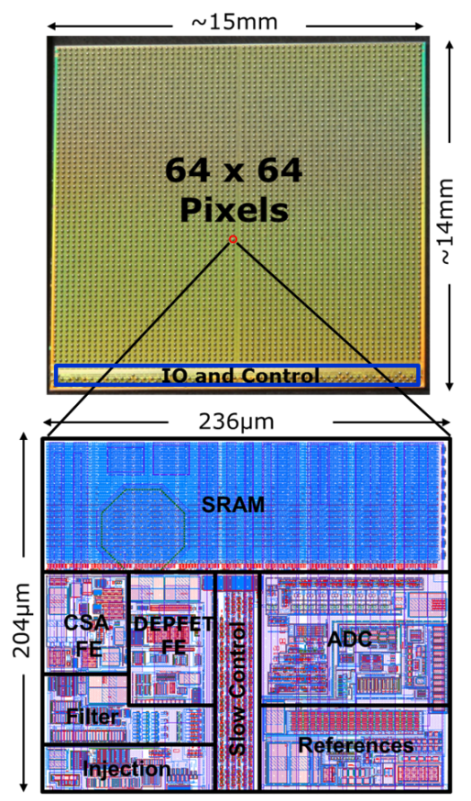 ~15mm
64 x 64
Pixels
~14mm
IO and Control
236μm
204μm
SRAM
CSA
FE
DEPFET
FE
Slow Control
ADC
Filter
References
Injection